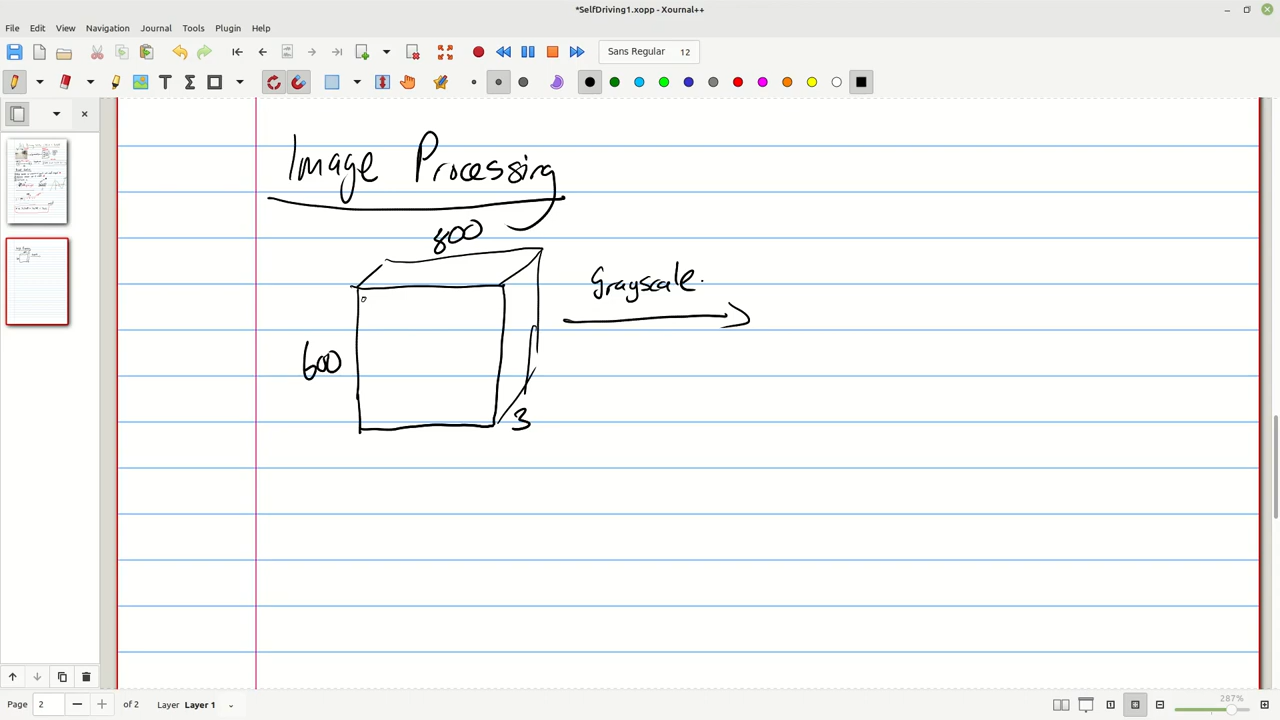 *SelfDriving1.xopp - Xournal++
File Edit View Navigation Journal Tools Plugin Help
Sans Regular 12
Image Processing
800
Grayscale.
600
3
287%
Page 2 of 2 Layer Layer 1